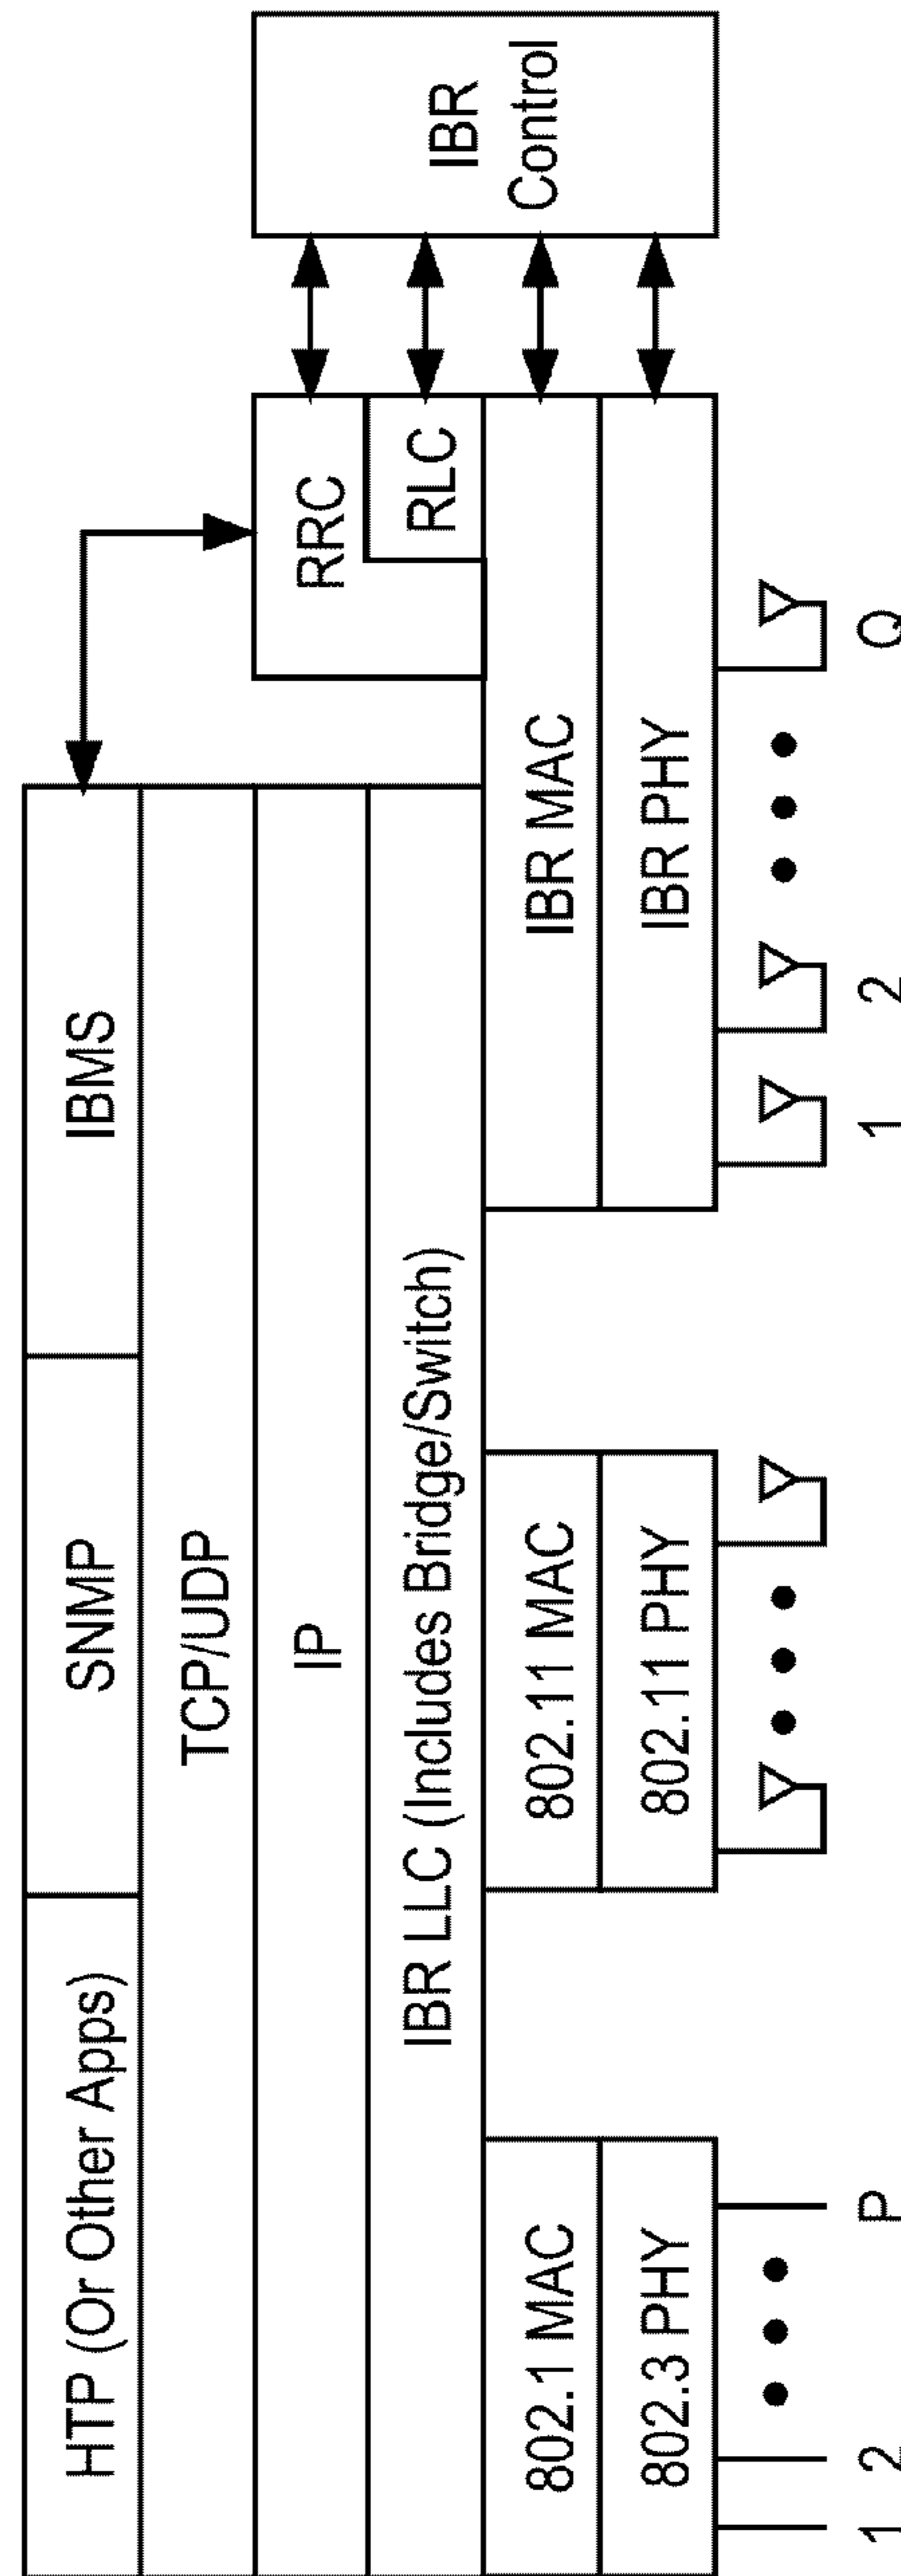 HTP (Or Other Apps)
SNMP
IBMS
TCP/UDP
IP
IBR LLC (Includes Bridge/Switch)
RRC
RLC
IBR
Control
802.1 MAC
802.3 PHY
802.11 MAC
802.11 PHY
IBR MAC
IBR PHY
1
2
P
1
2
Q